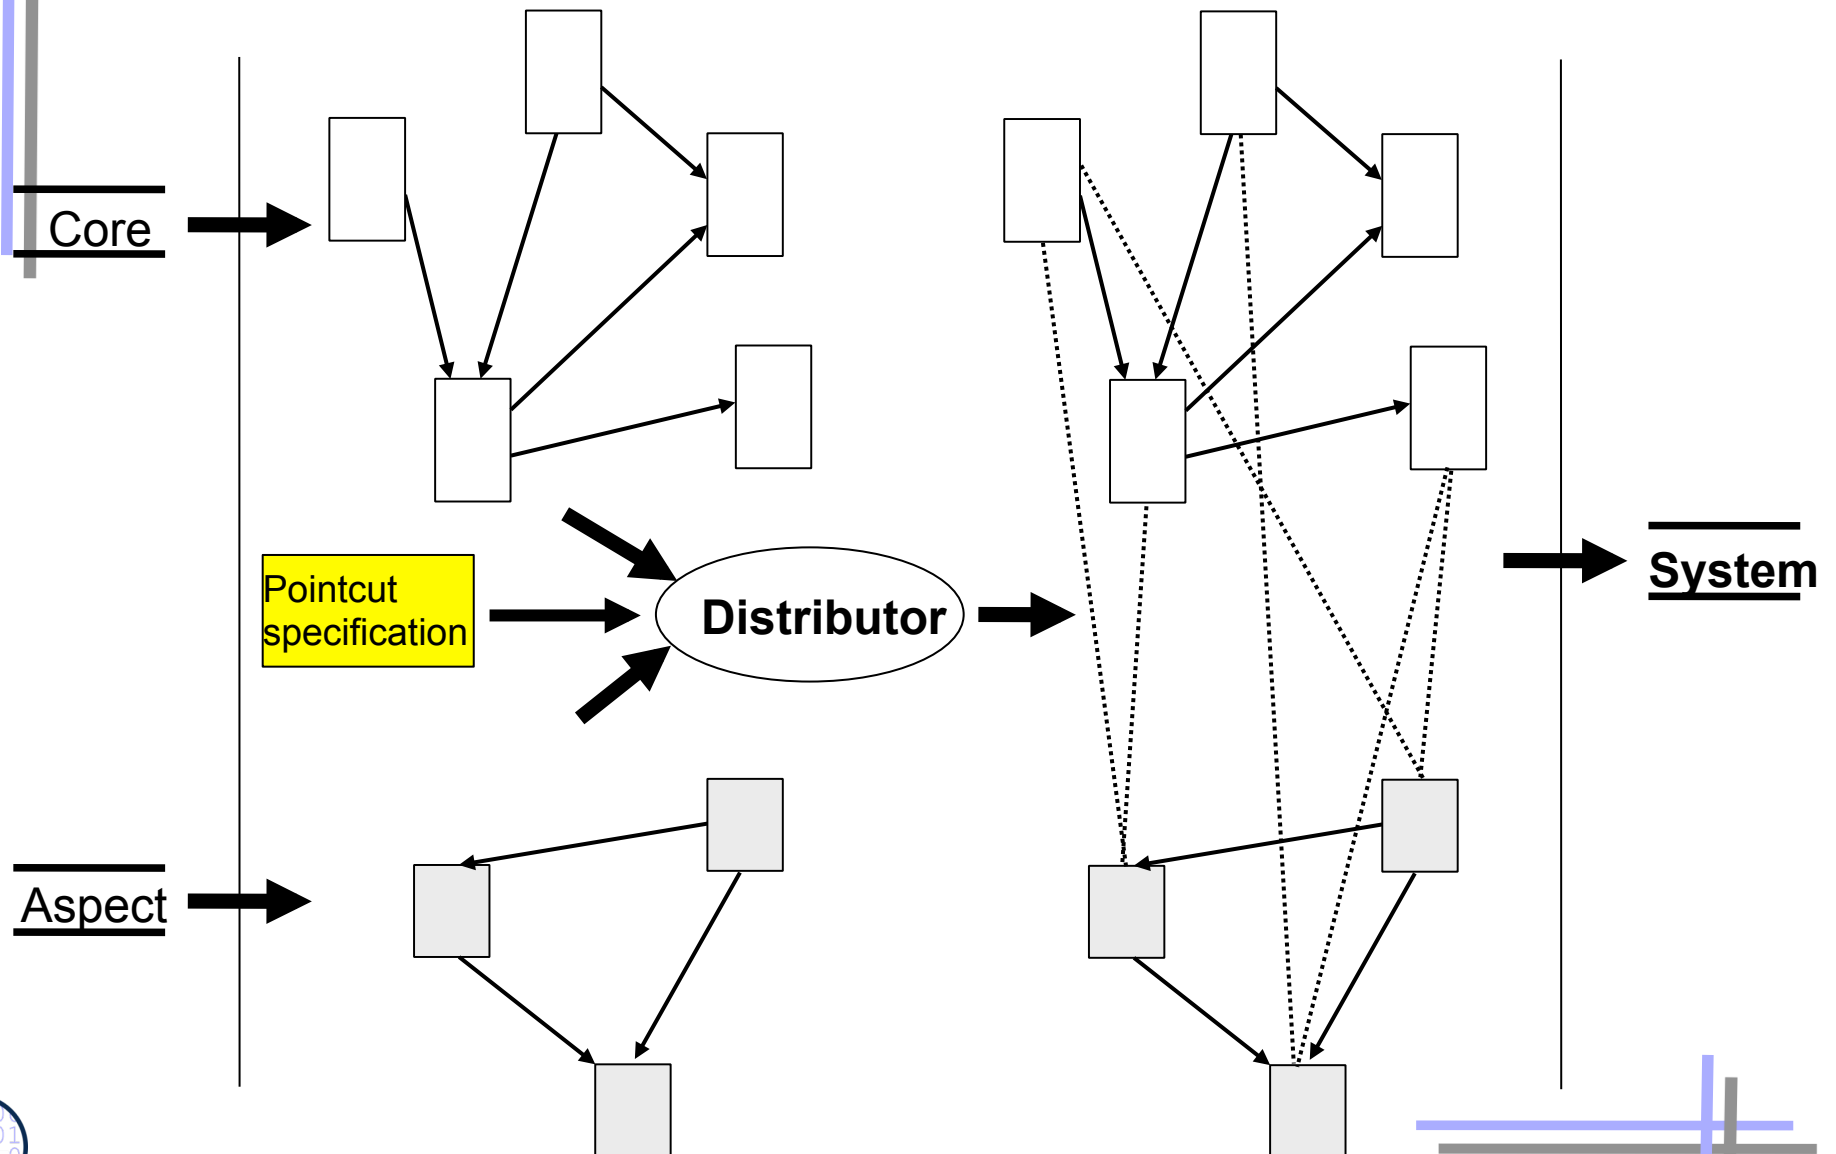 Core
Pointcut
specification
Distributor
System
Aspect